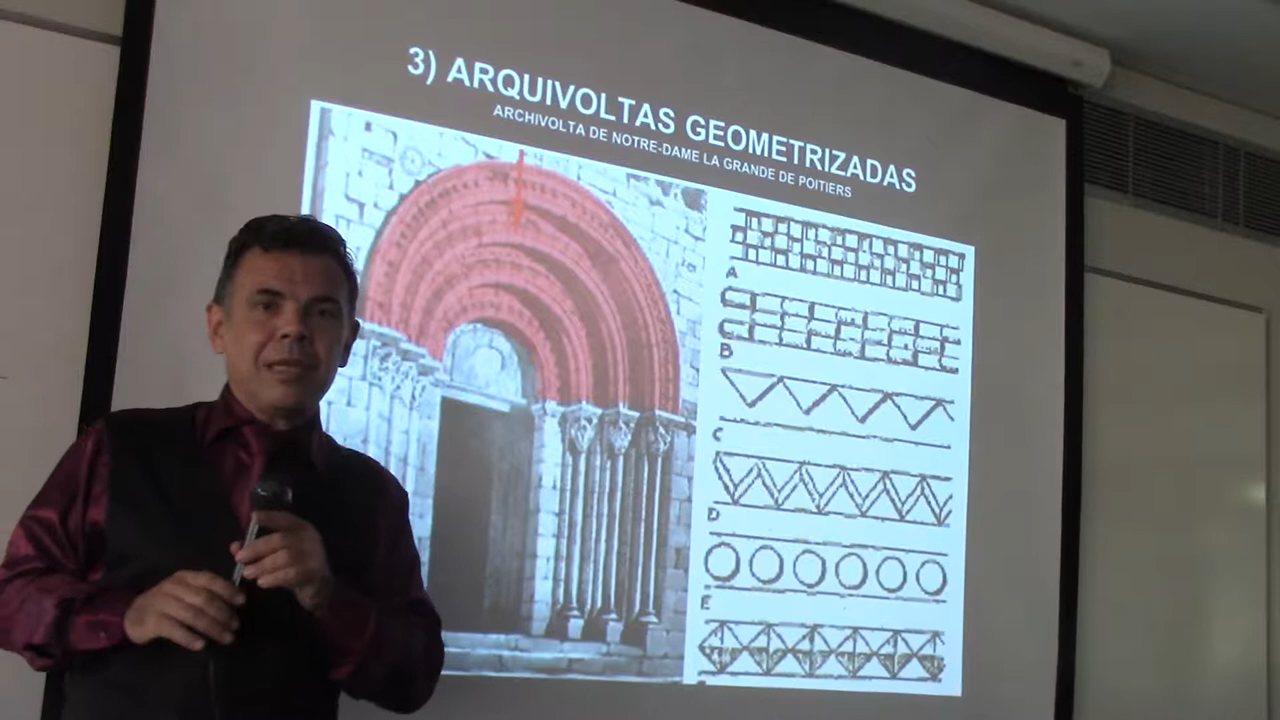 3) ARQUIVOLTAS GEOMETRIZADAS
ARCHIVOLTA DE NOTRE-DAME LA GRANDE DE POITIERS
A
B
C
D
E